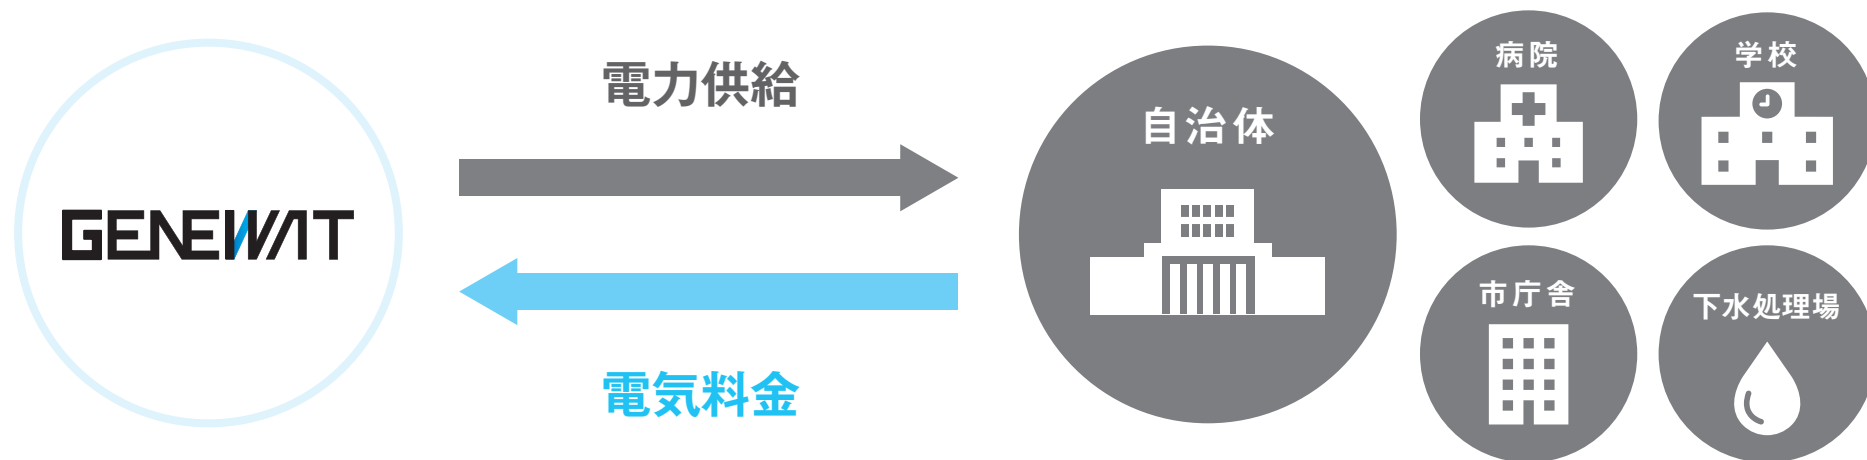 GENEWAT
電力供給
電気料金
自治体
病院
学校
市庁舎
下水処理場